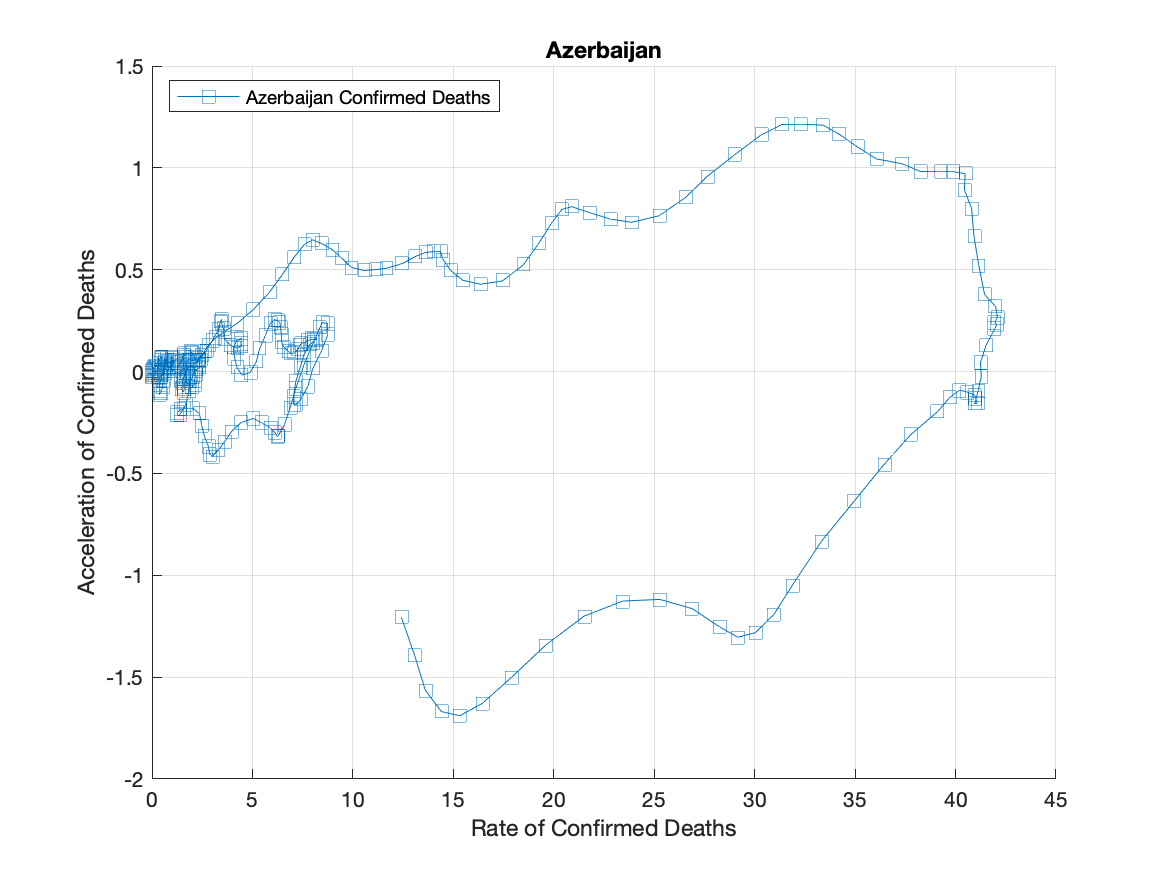 Azerbaijan
Azerbaijan Confirmed Deaths
Acceleration of Confirmed Deaths
1.5
1
0.5
0
-0.5
-1
-1.5
-2
0 5 10 15 20 25 30 35 40 45
Rate of Confirmed Deaths